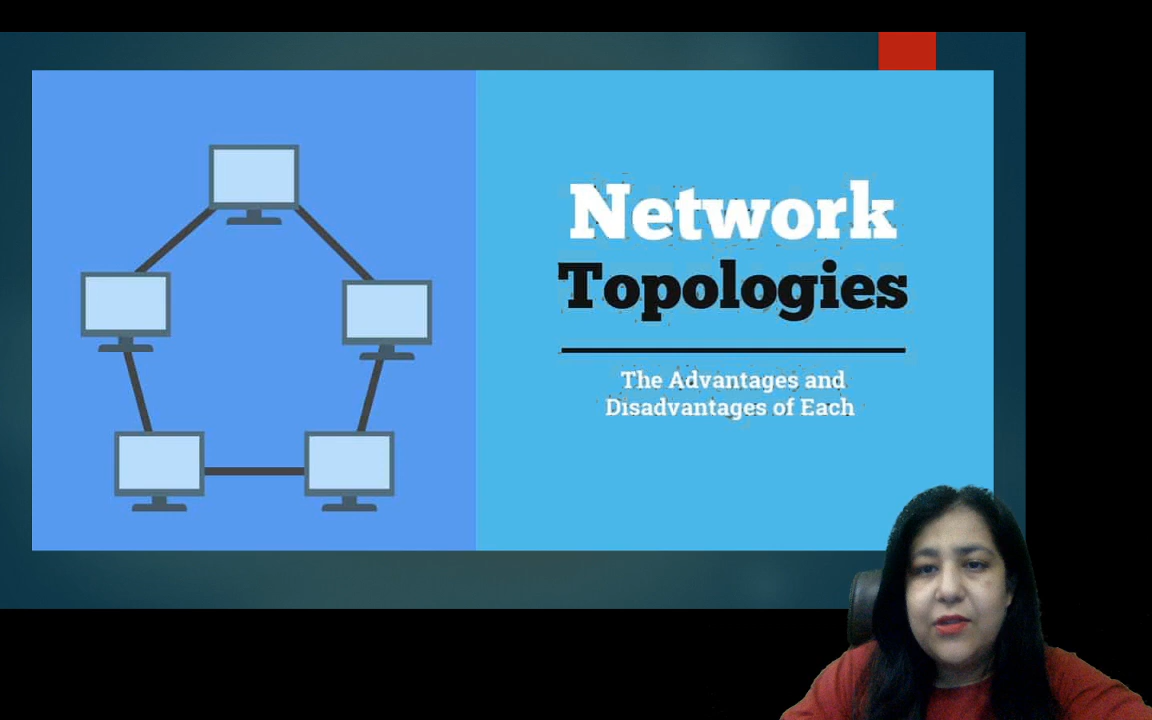 Network
Topologies
The Advantages and
Disadvantages of Each